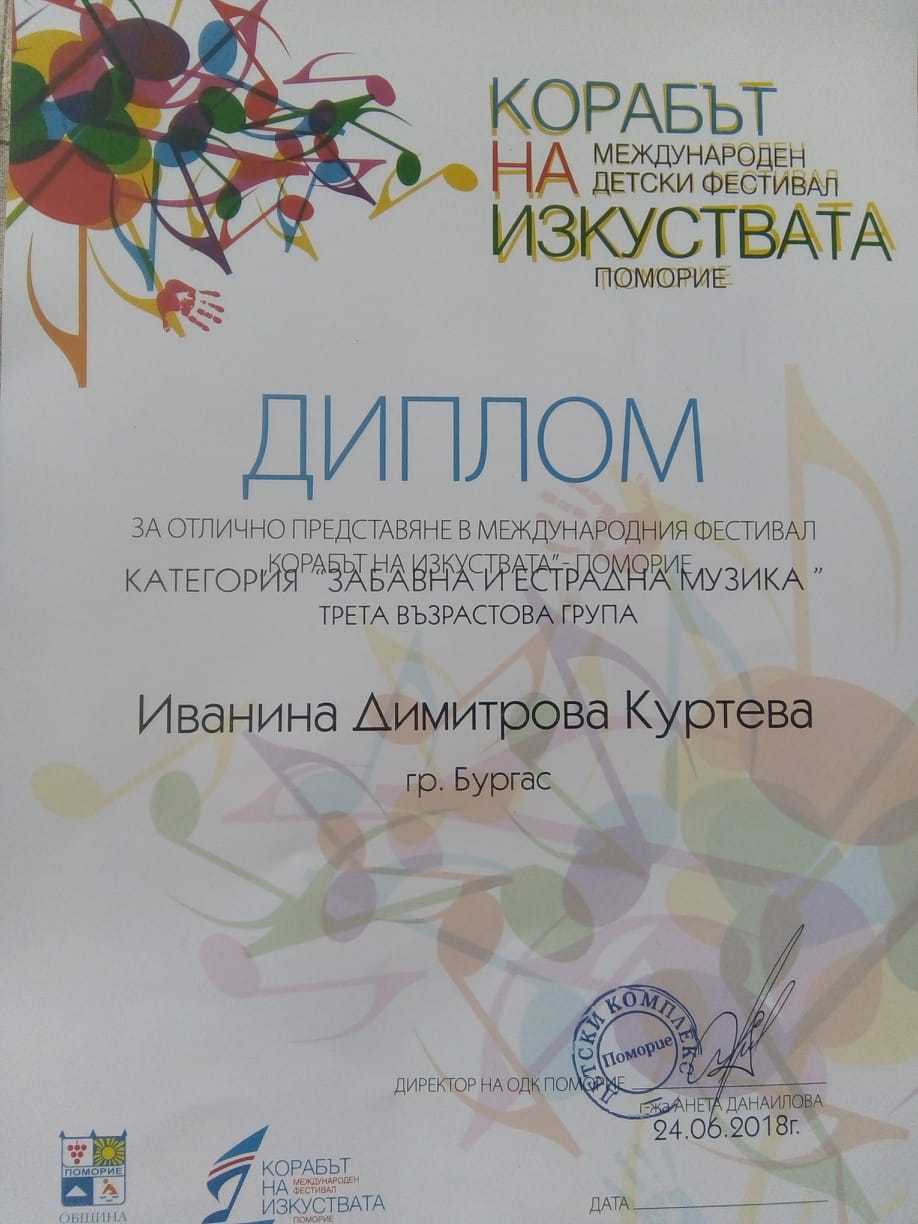 КОРАБЪТ
НА МЕЖДУНАРОДЕН
ДЕТСКИ ФЕСТИВАЛ
ИЗКУСТВАТА
ПОМОРИЕ
ДИПЛОМ
ЗА ОТЛИЧНО ПРЕДСТАВЯНЕ В МЕЖДУНАРОДНИЯ ФЕСТИВАЛ
„КОРАБЪТ НА ИЗКУСТВАТА” - ПОМОРИЕ
КАТЕГОРИЯ “ЗАБАВНА И ЕСТРАДНА МУЗИКА ”
ТРЕТА ВЪЗРАСТОВА ГРУПА
Иванина Димитрова Куртева
гр. Бургас
ДЕТСКИ КОМПЛЕКС
Поморие
ДИРЕКТОР НА ОДК ПОМОРИЕ
г-жа АНЕТА ДАНАИЛОВА
24.06.2018г.
ПОМОРИЕ
ОБЩИНА
КОРАБЪТ
НА МЕЖДУНАРОДЕН
ФЕСТИВАЛ
ИЗКУСТВАТА
ПОМОРИЕ
ДАТА